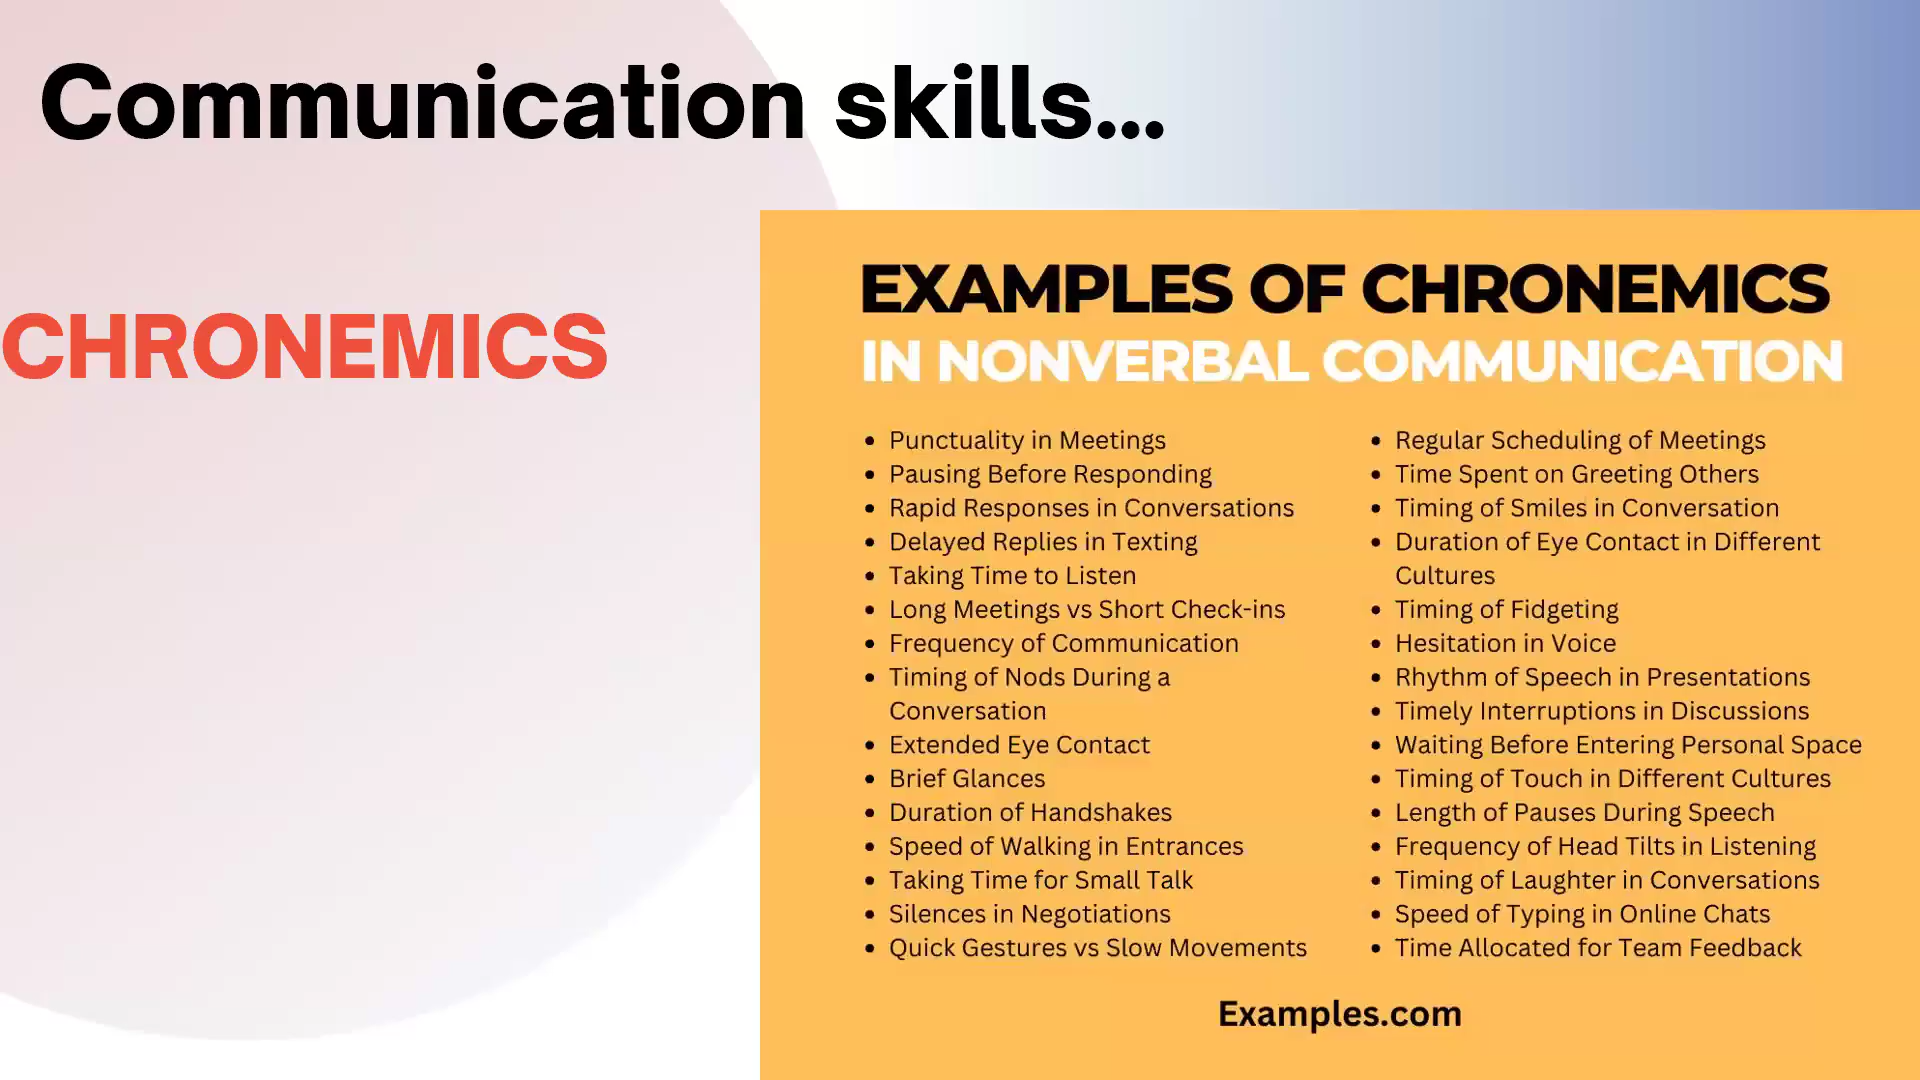 Communication skills...
CHRONEMICS
EXAMPLES OF CHRONEMICS
IN NONVERBAL COMMUNICATION
• Punctuality in Meetings
• Pausing Before Responding
• Rapid Responses in Conversations
• Delayed Replies in Texting
• Taking Time to Listen
• Long Meetings vs Short Check-ins
• Frequency of Communication
• Timing of Nods During a
Conversation
• Extended Eye Contact
• Brief Glances
• Duration of Handshakes
• Speed of Walking in Entrances
• Taking Time for Small Talk
• Silences in Negotiations
• Quick Gestures vs Slow Movements
• Regular Scheduling of Meetings
• Time Spent on Greeting Others
• Timing of Smiles in Conversation
• Duration of Eye Contact in Different
Cultures
• Timing of Fidgeting
• Hesitation in Voice
• Rhythm of Speech in Presentations
• Timely Interruptions in Discussions
• Waiting Before Entering Personal Space
• Timing of Touch in Different Cultures
• Length of Pauses During Speech
• Frequency of Head Tilts in Listening
• Timing of Laughter in Conversations
• Speed of Typing in Online Chats
• Time Allocated for Team Feedback
Examples.com